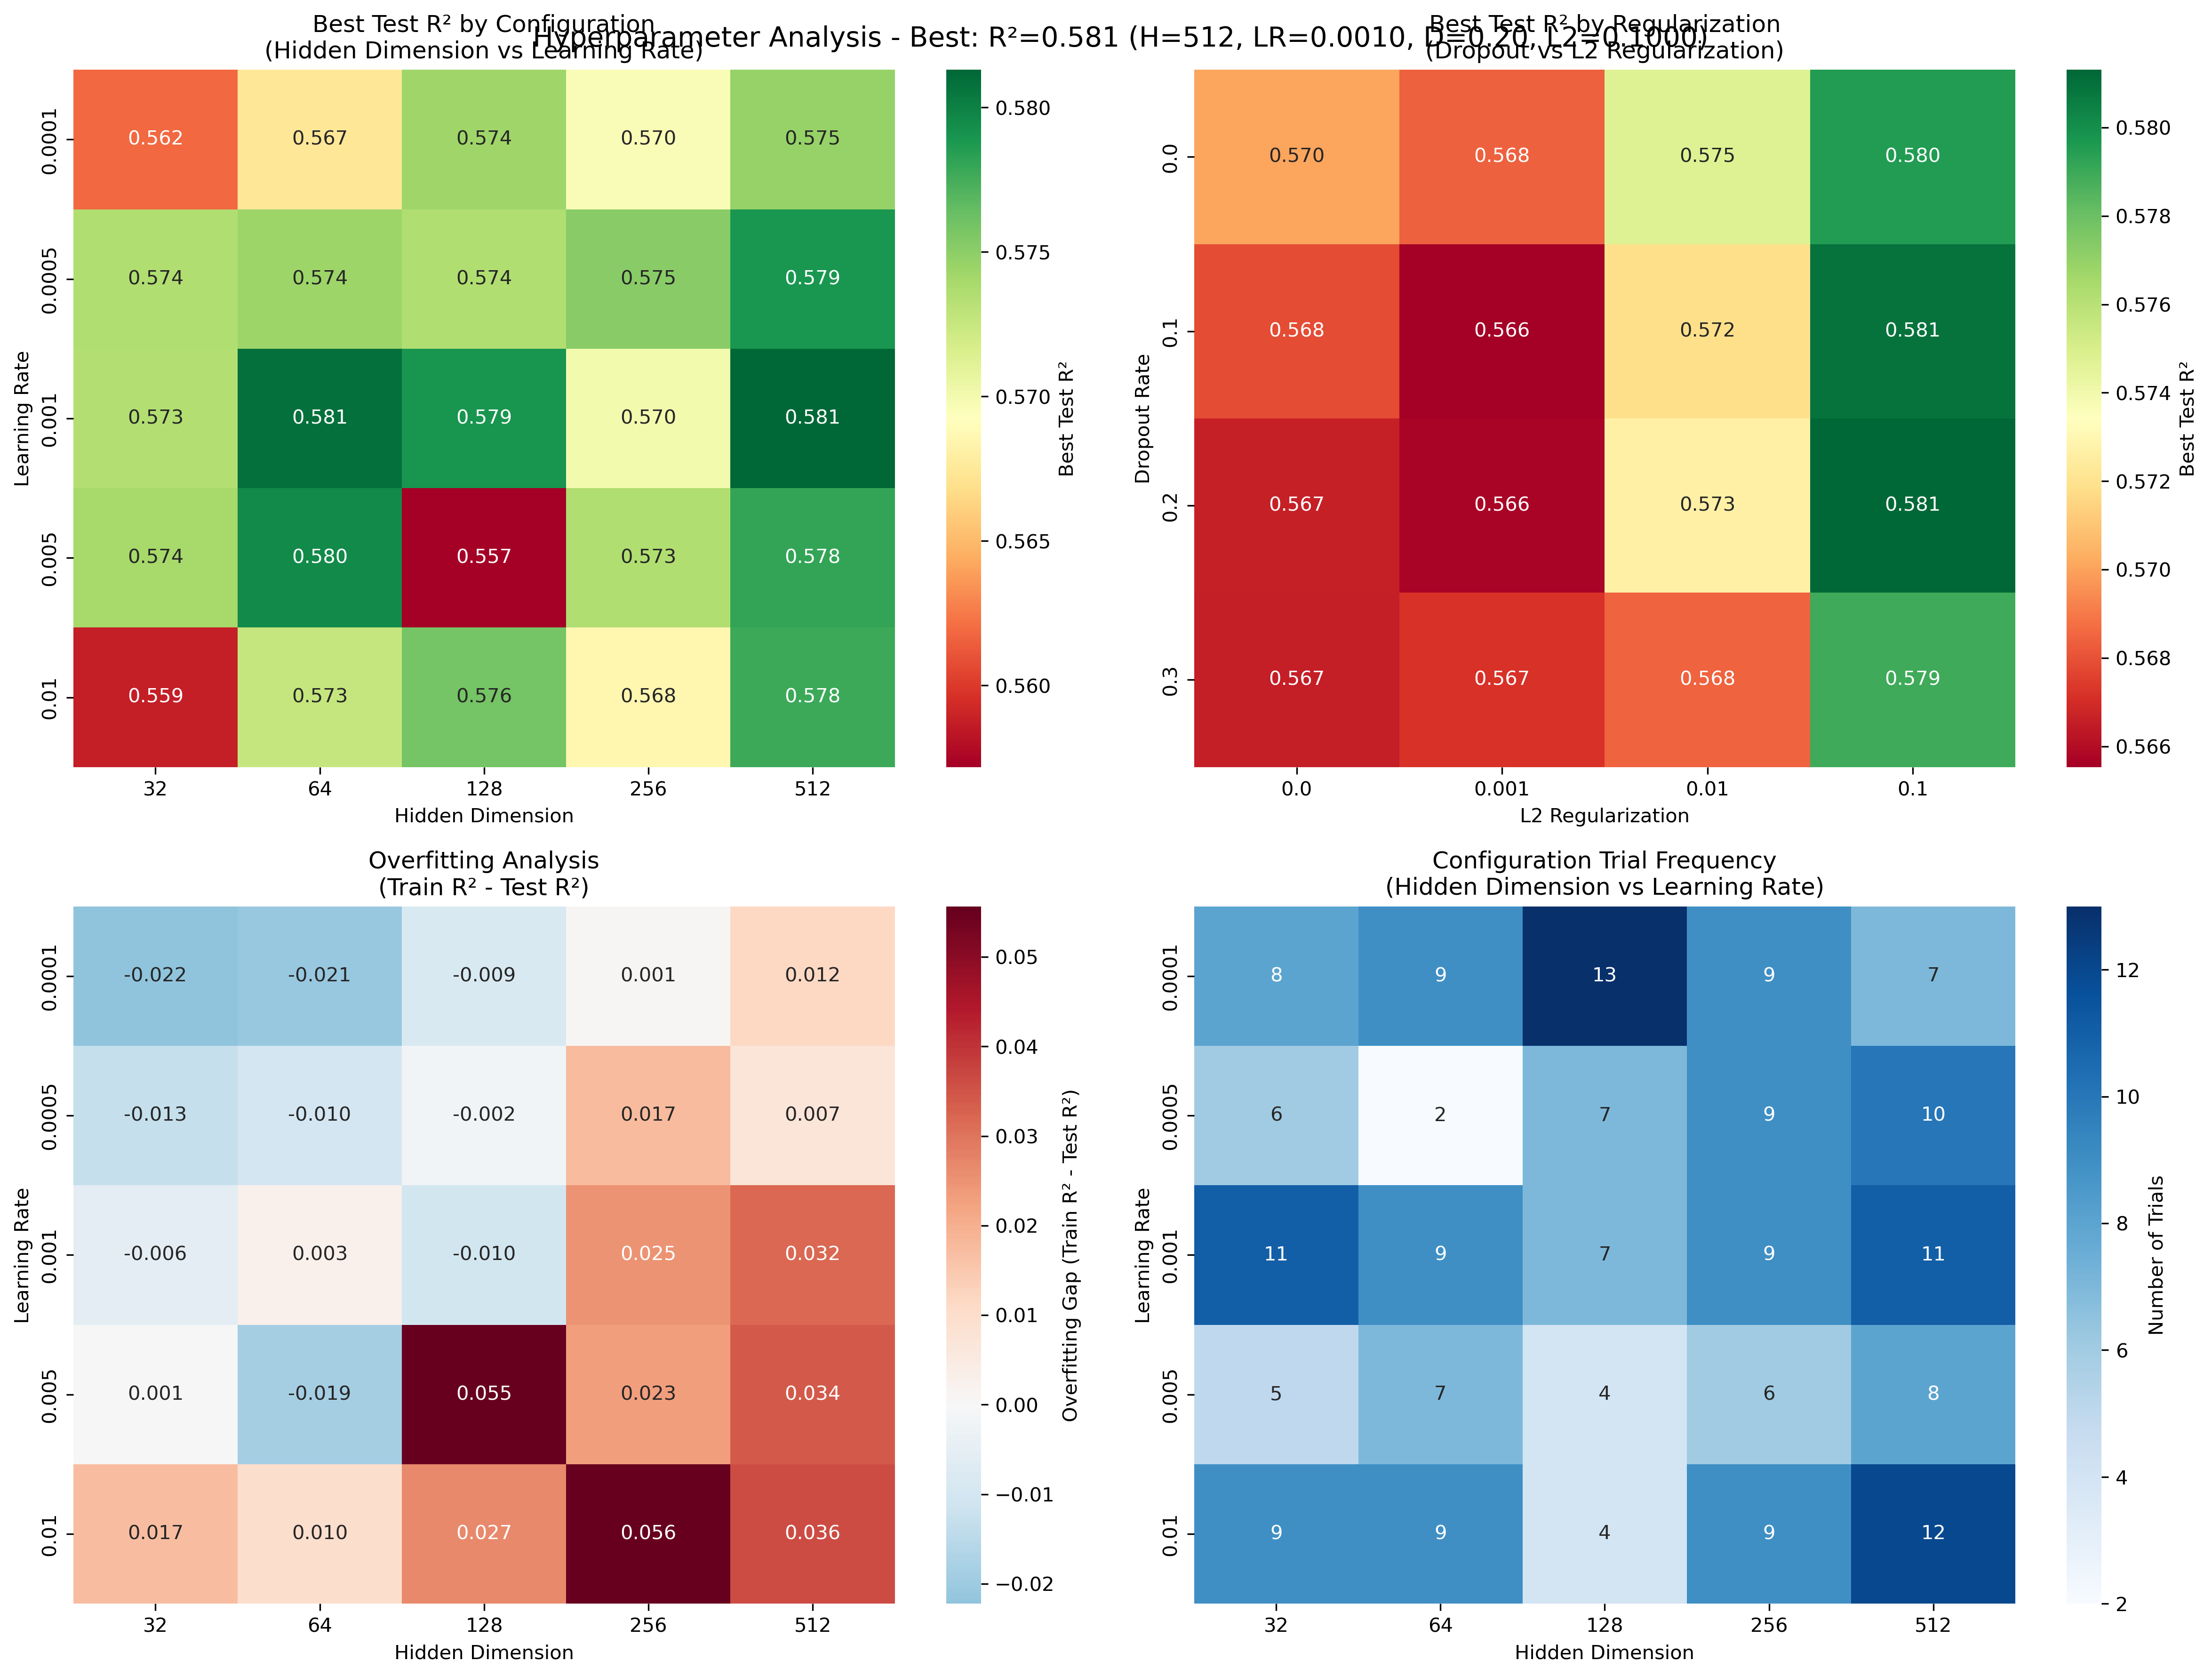 Hyperparameter Analysis - Best: R²=0.581 (H=512, LR=0.0010, D=0.20, L2=0.1000)
Best Test R² by Configuration
(Hidden Dimension vs Learning Rate)
0.0001 0.562 0.567 0.574 0.570 0.575
0.0005 0.574 0.574 0.574 0.575 0.579
0.001 0.573 0.581 0.579 0.570 0.581
0.005 0.574 0.580 0.557 0.573 0.578
0.01 0.559 0.573 0.576 0.568 0.578
32 64 128 256 512
Hidden Dimension
Learning Rate
0.580
0.575
0.570
0.565
0.560
Best Test R²
Best Test R² by Regularization
(Dropout vs L2 Regularization)
0.0 0.570 0.568 0.575 0.580
0.1 0.568 0.566 0.572 0.581
0.2 0.567 0.566 0.573 0.581
0.3 0.567 0.567 0.568 0.579
0.0 0.001 0.01 0.1
L2 Regularization
Dropout Rate
0.580
0.578
0.576
0.574
0.572
0.570
0.568
0.566
Best Test R²
Overfitting Analysis
(Train R² - Test R²)
0.0001 -0.022 -0.021 -0.009 0.001 0.012
0.0005 -0.013 -0.010 -0.002 0.017 0.007
0.001 -0.006 0.003 -0.010 0.025 0.032
0.005 0.001 -0.019 0.055 0.023 0.034
0.01 0.017 0.010 0.027 0.056 0.036
32 64 128 256 512
Hidden Dimension
Learning Rate
0.05
0.04
0.03
0.02
0.01
0.00
−0.01
−0.02
Overfitting Gap (Train R² - Test R²)
Configuration Trial Frequency
(Hidden Dimension vs Learning Rate)
0.0001 8 9 13 9 7
0.0005 6 2 7 9 10
0.001 11 9 7 9 11
0.005 5 7 4 6 8
0.01 9 9 4 9 12
32 64 128 256 512
Hidden Dimension
Learning Rate
12
10
8
6
4
2
Number of Trials